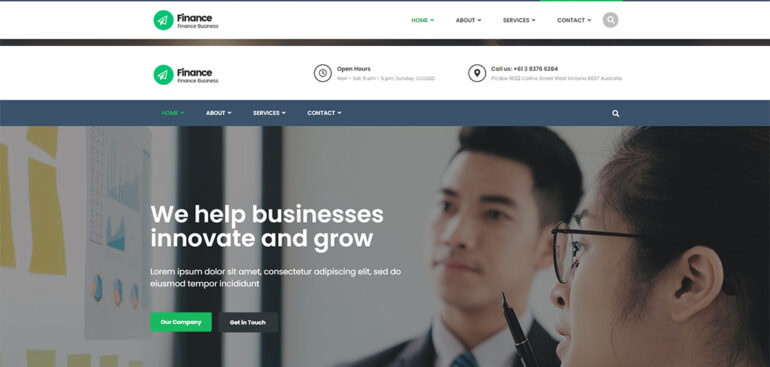 Finance
Finance Business
HOME
ABOUT
SERVICES
CONTACT
Finance
Finance Business
Open Hours
Mon - Sat: 8 am - 5 pm, Sunday: CLOSED
Call us: +61 3 8376 6284
PO Box 16122 Collins Street West Victoria 8007 Australia
HOME
ABOUT
SERVICES
CONTACT
We help businesses
innovate and grow
Lorem ipsum dolor sit amet, consectetur adipiscing elit, sed do
eiusmod tempor incididunt
Our Company
Get in Touch